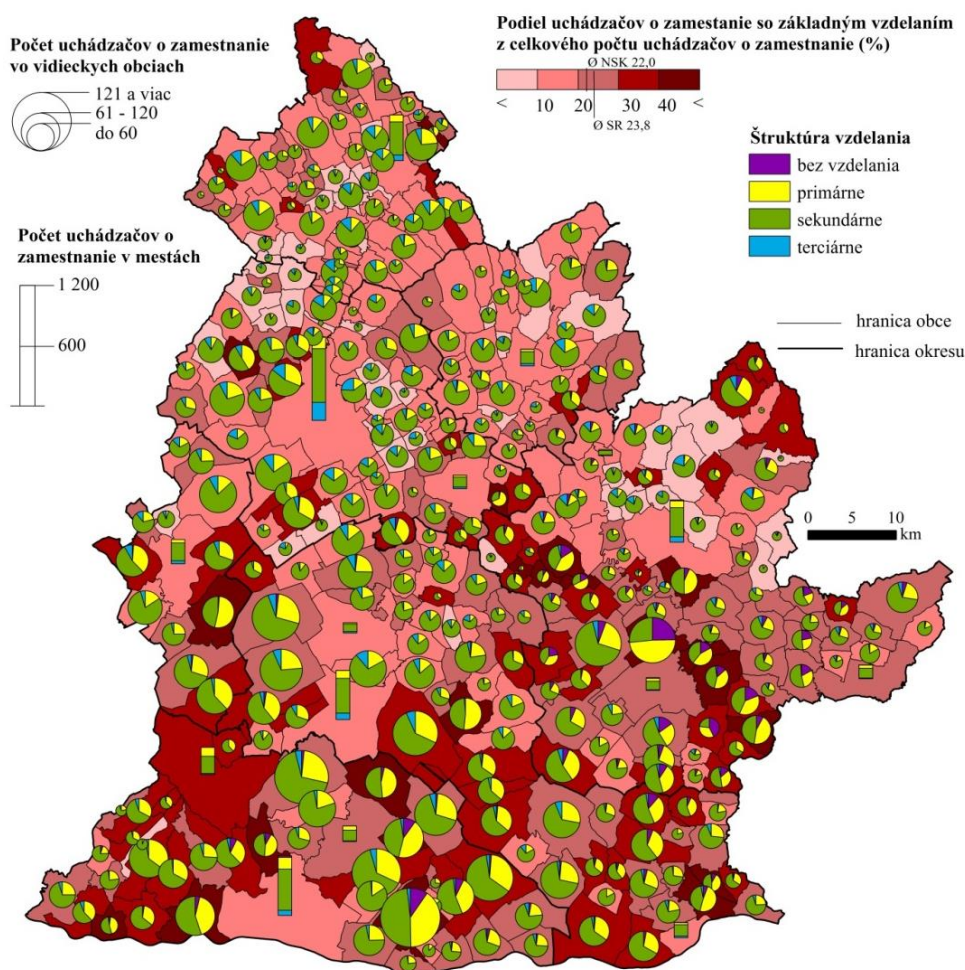 Počet uchádzačov o zamestnanie
vo vidieckych obciach
121 a viac
61 - 120
do 60
Podiel uchádzačov o zamestanie so základným vzdelaním
z celkového počtu uchádzačov o zamestnanie (%)
Ø NSK 22,0
< 10 20 30 40 <
Ø SR 23,8
Štruktúra vzdelania
bez vzdelania
primárne
sekundárne
terciárne
Počet uchádzačov o
zamestnanie v mestách
1 200
600
hranica obce
hranica okresu
0 5 10
km